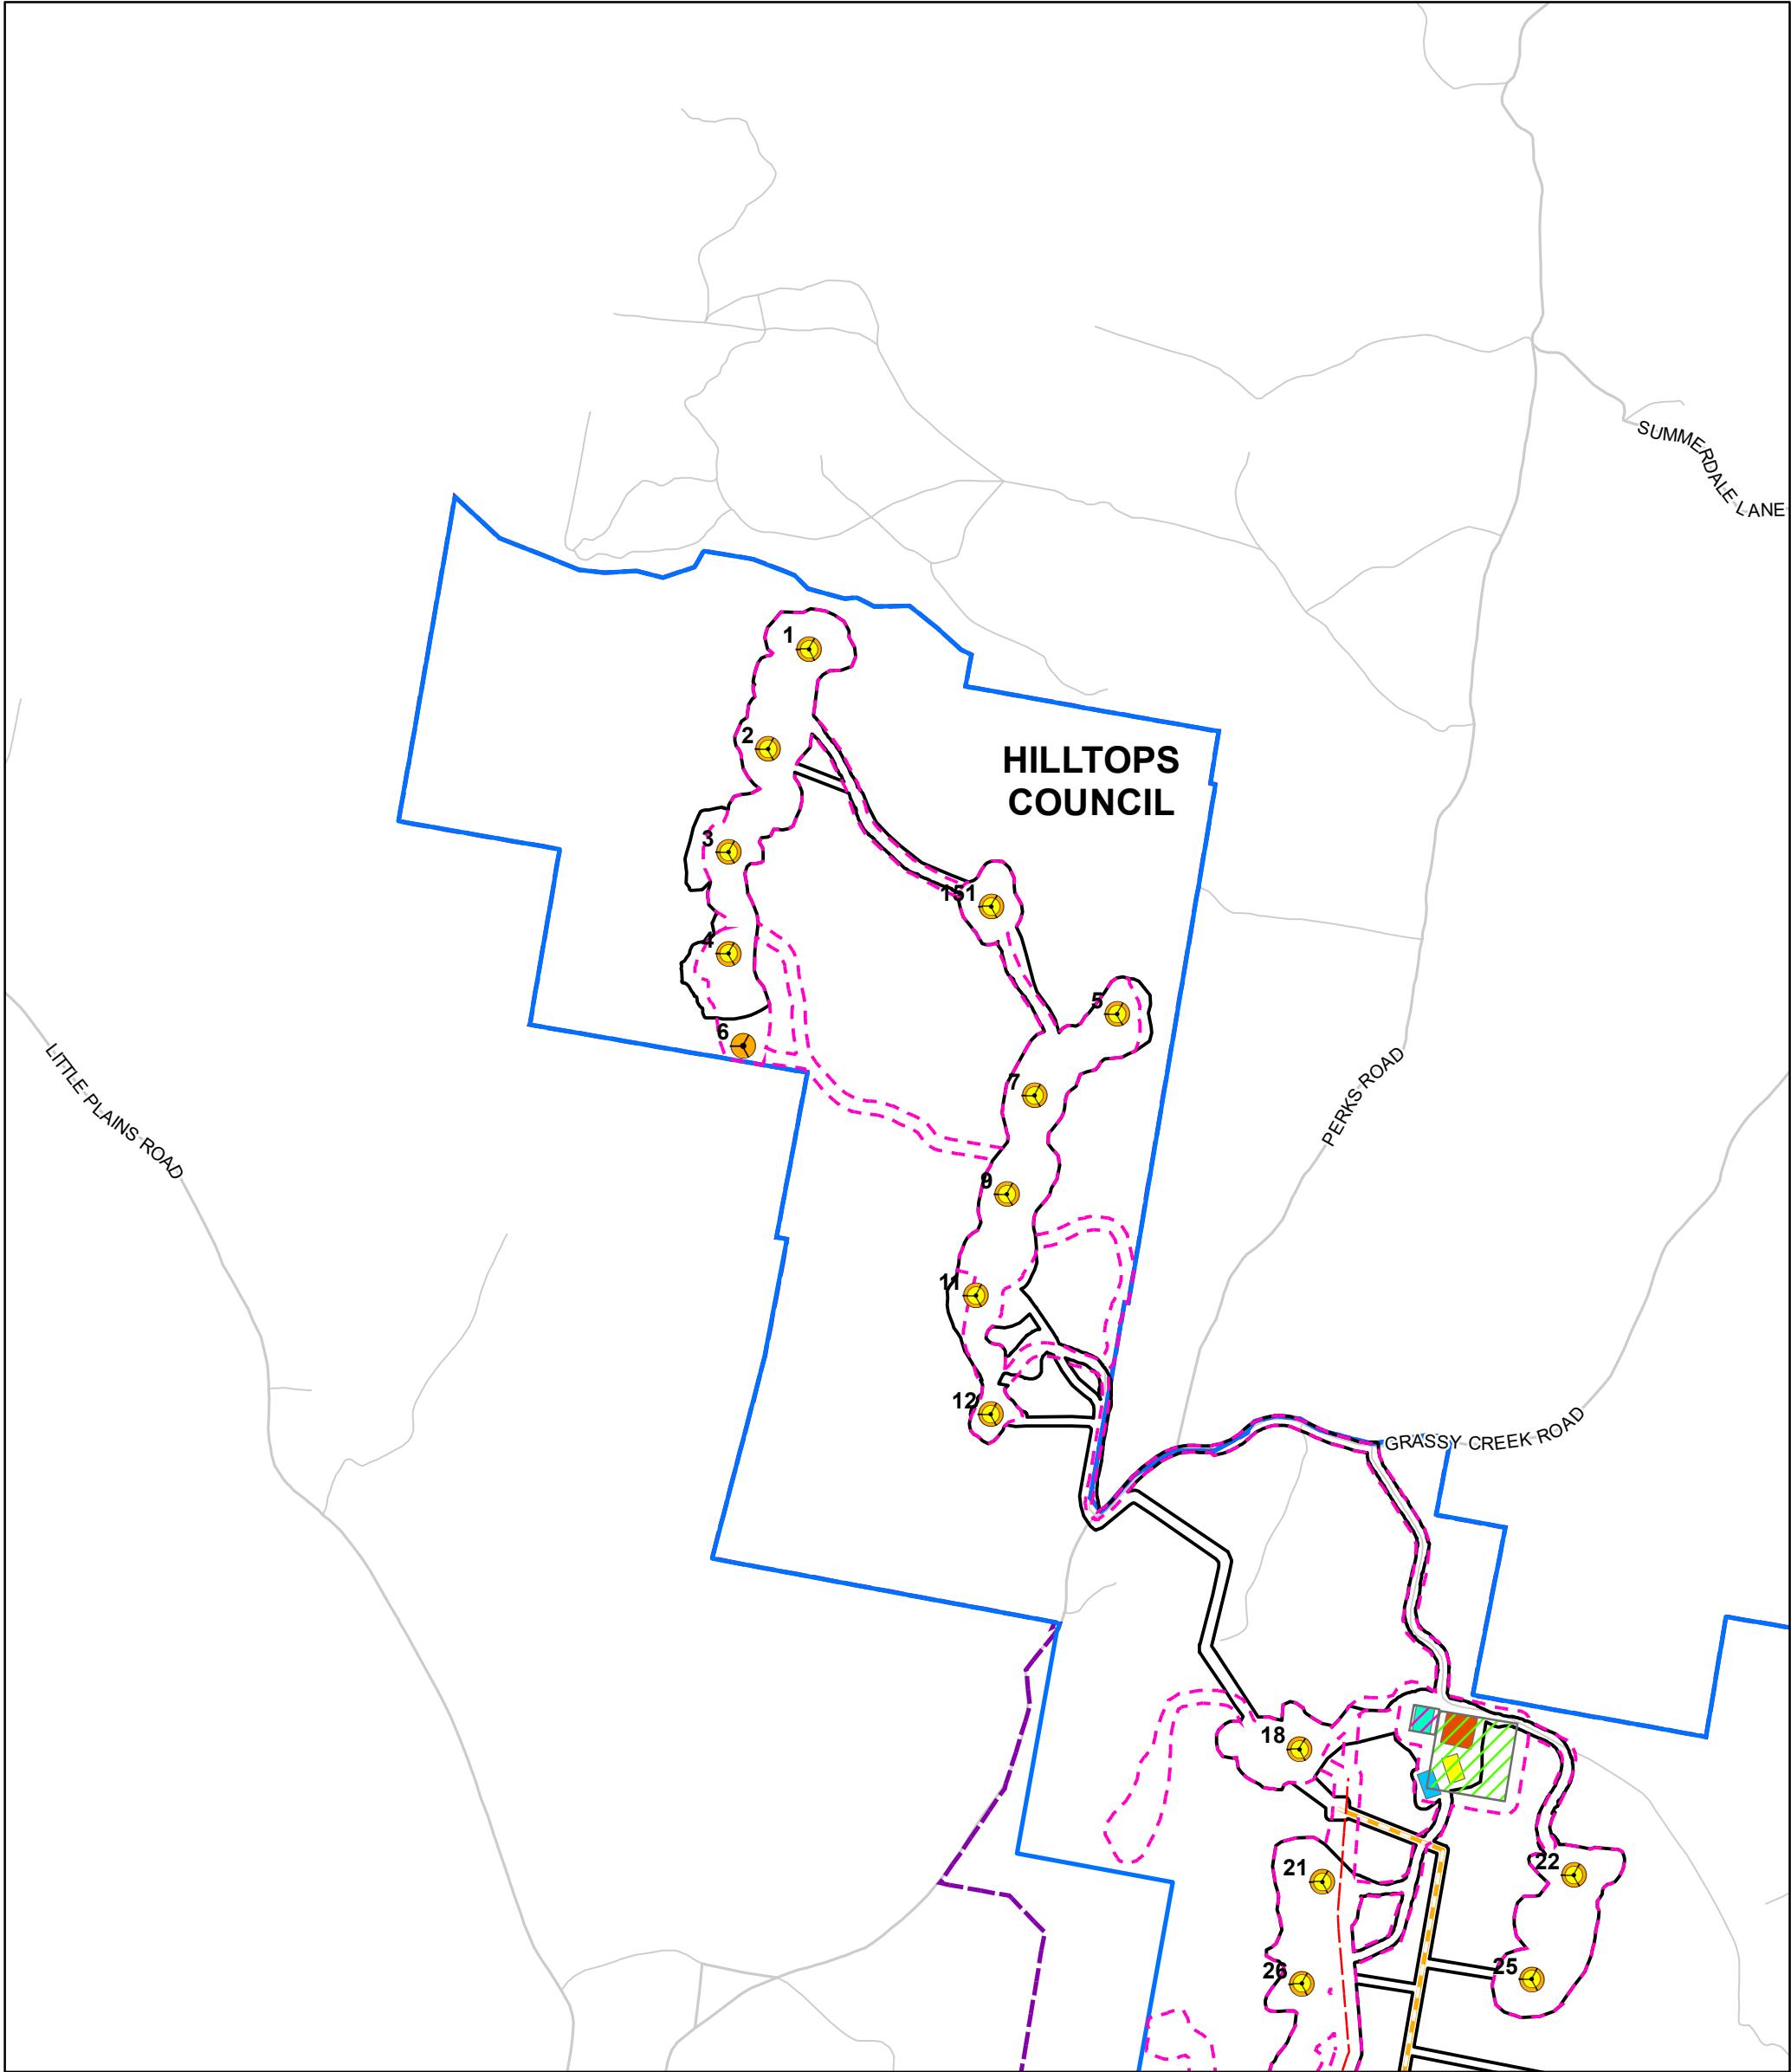 SUMMERDALE LANE
1
2
HILLTOPS
COUNCIL
3
151
4
5
6
7
LITTLE PLAINS ROAD
PERKS ROAD
9
11
12
GRASSY CREEK ROAD
18
21
22
25
26